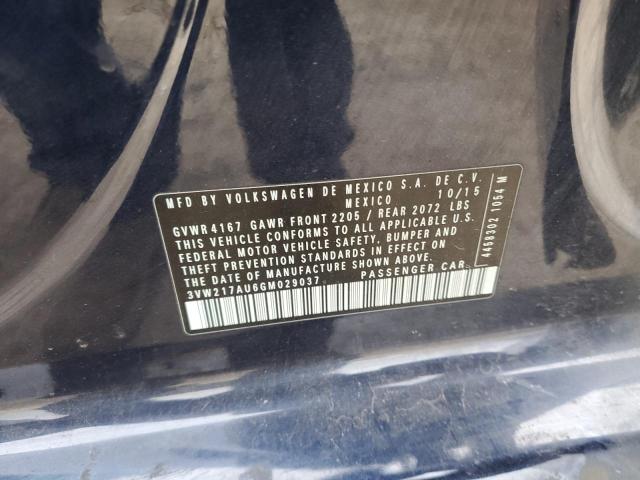 MFD BY VOLKSWAGEN DE MEXICO S.A. DE C.V.
MEXICO 10/15
GVWR 4167 GAWR FRONT 2205 / REAR 2072 LBS
THIS VEHICLE CONFORMS TO ALL APPLICABLE U.S.
FEDERAL MOTOR VEHICLE SAFETY, BUMPER AND
THEFT PREVENTION STANDARDS IN EFFECT ON
THE DATE OF MANUFACTURE SHOWN ABOVE.
3VW217AU6GM029037 PASSENGER CAR
4458302 1054 M